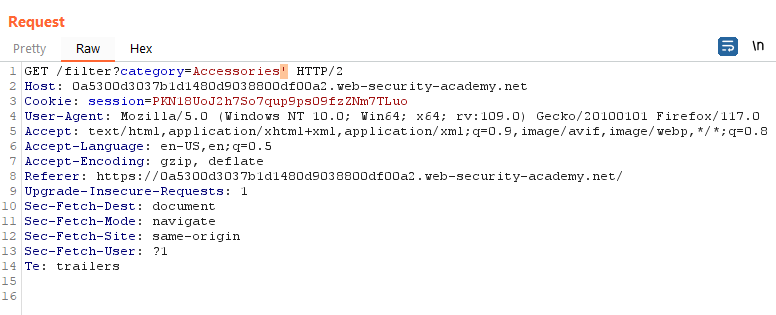 Request
Pretty Raw Hex \n
1 GET /filter?category=Accessories' HTTP/2
2 Host: 0a5300d3037b1d1480d9038800df00a2.web-security-academy.net
3 Cookie: session=PKN18UoJ2h7So7qup9psO9fzZNm7TLuo
4 User-Agent: Mozilla/5.0 (Windows NT 10.0; Win64; x64; rv:109.0) Gecko/20100101 Firefox/117.0
5 Accept: text/html,application/xhtml+xml,application/xml;q=0.9,image/avif,image/webp,*/*;q=0.8
6 Accept-Language: en-US,en;q=0.5
7 Accept-Encoding: gzip, deflate
8 Referer: https://0a5300d3037b1d1480d9038800df00a2.web-security-academy.net/
9 Upgrade-Insecure-Requests: 1
10 Sec-Fetch-Dest: document
11 Sec-Fetch-Mode: navigate
12 Sec-Fetch-Site: same-origin
13 Sec-Fetch-User: ?1
14 Te: trailers
15
16